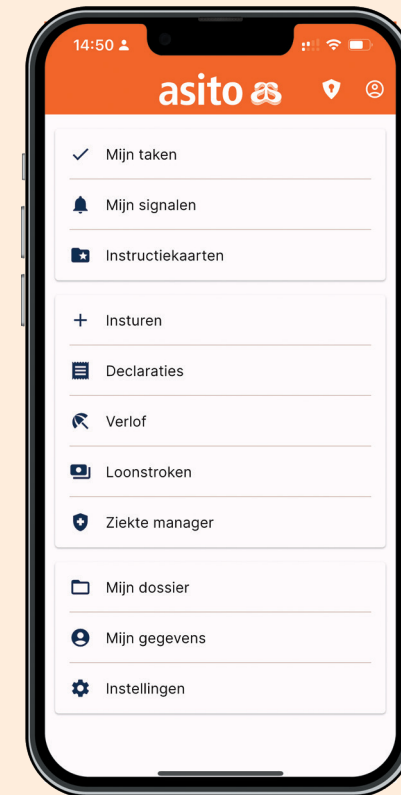 14:50
asito
Mijn taken
Mijn signalen
Instructiekaarten
Insturen
Declaraties
Verlof
Loonstroken
Ziekte manager
Mijn dossier
Mijn gegevens
Instellingen